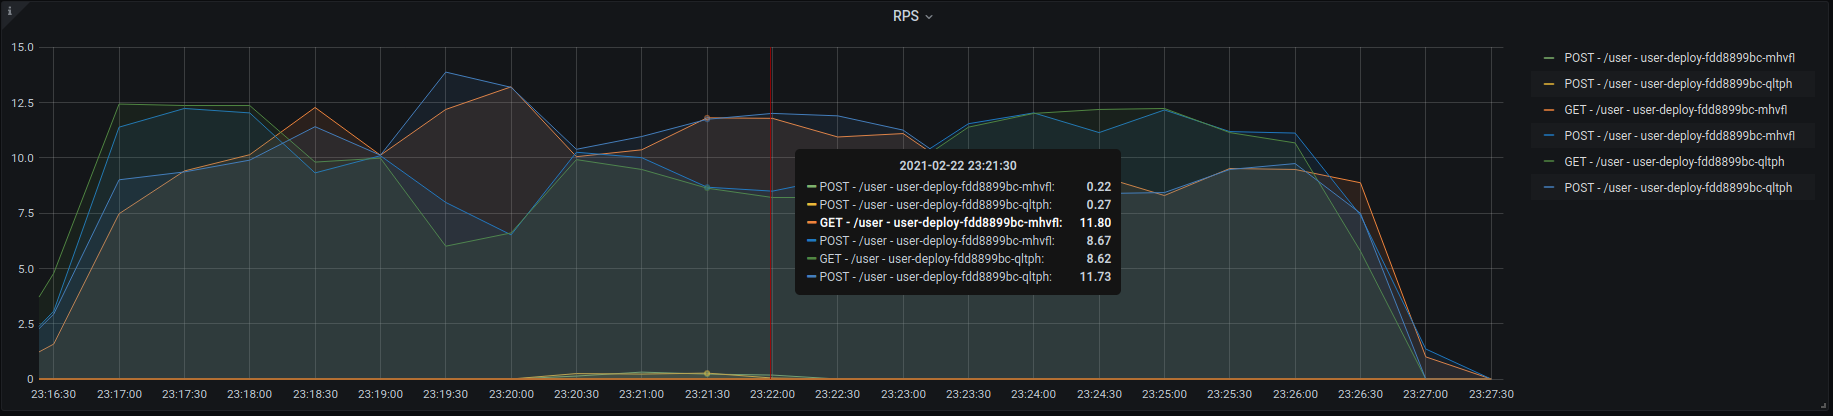 i
RPS
15.0
12.5
10.0
7.5
5.0
2.5
0
23:16:30 23:17:00 23:17:30 23:18:00 23:18:30 23:19:00 23:19:30 23:20:00 23:20:30 23:21:00 23:21:30 23:22:00 23:22:30 23:23:00 23:23:30 23:24:00 23:24:30 23:25:00 23:25:30 23:26:00 23:26:30 23:27:00 23:27:30
2021-02-22 23:21:30
POST - /user - user-deploy-fdd8899bc-mhvfl: 0.22
POST - /user - user-deploy-fdd8899bc-qltph: 0.27
GET - /user - user-deploy-fdd8899bc-mhvfl: 11.80
POST - /user - user-deploy-fdd8899bc-mhvfl: 8.67
GET - /user - user-deploy-fdd8899bc-qltph: 8.62
POST - /user - user-deploy-fdd8899bc-qltph: 11.73
POST - /user - user-deploy-fdd8899bc-mhvfl
POST - /user - user-deploy-fdd8899bc-qltph
GET - /user - user-deploy-fdd8899bc-mhvfl
POST - /user - user-deploy-fdd8899bc-mhvfl
GET - /user - user-deploy-fdd8899bc-qltph
POST - /user - user-deploy-fdd8899bc-qltph